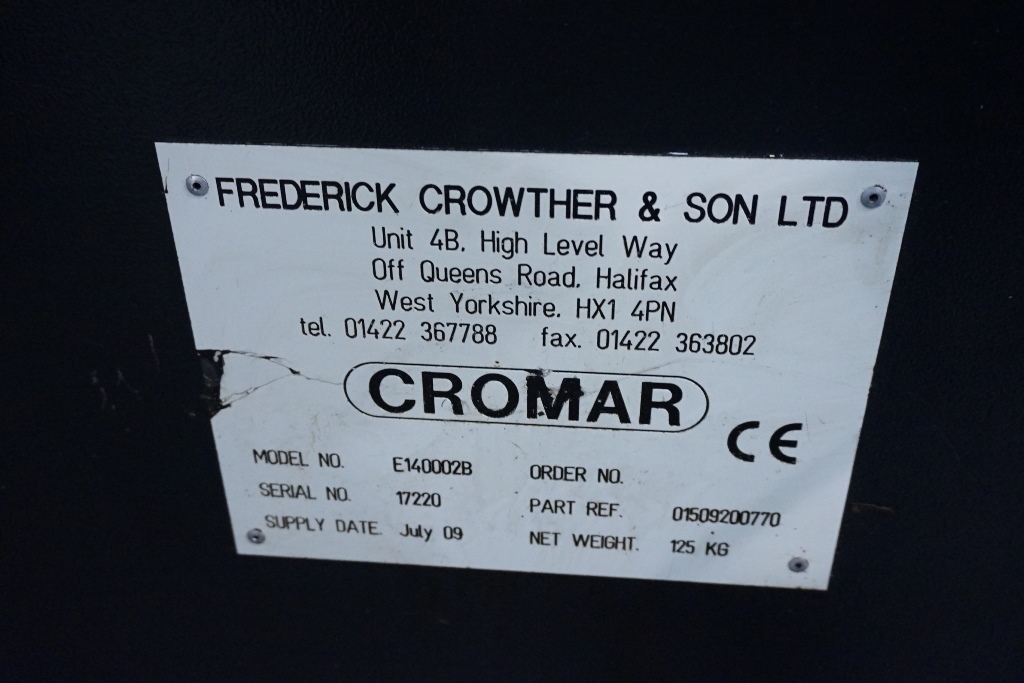 FREDERICK CROWTHER & SON LTD
Unit 4B, High Level Way
Off Queens Road, Halifax
West Yorkshire. HX1 4PN
tel. 01422 367788 fax. 01422 363802
CROMAR
CE
MODEL NO. E140002B ORDER NO.
SERIAL NO. 17220 PART REF. 01509200770
SUPPLY DATE. July 09 NET WEIGHT. 125 KG